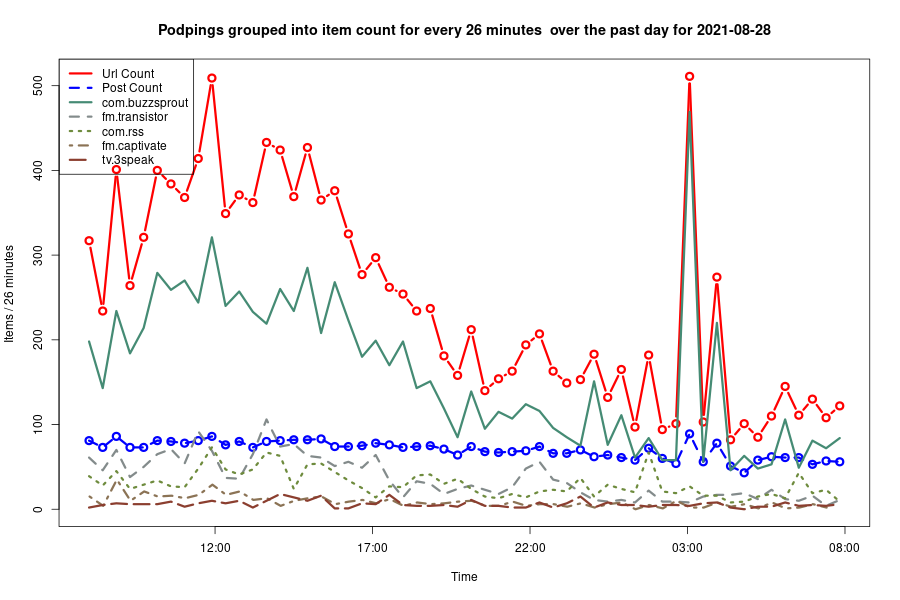 Podpings grouped into item count for every 26 minutes  over the past day for 2021-08-28
Url Count
Post Count
com.buzzsprout
fm.transistor
com.rss
fm.captivate
tv.3speak
Items / 26 minutes
500
400
300
200
100
0
12:00
17:00
22:00
03:00
08:00
Time